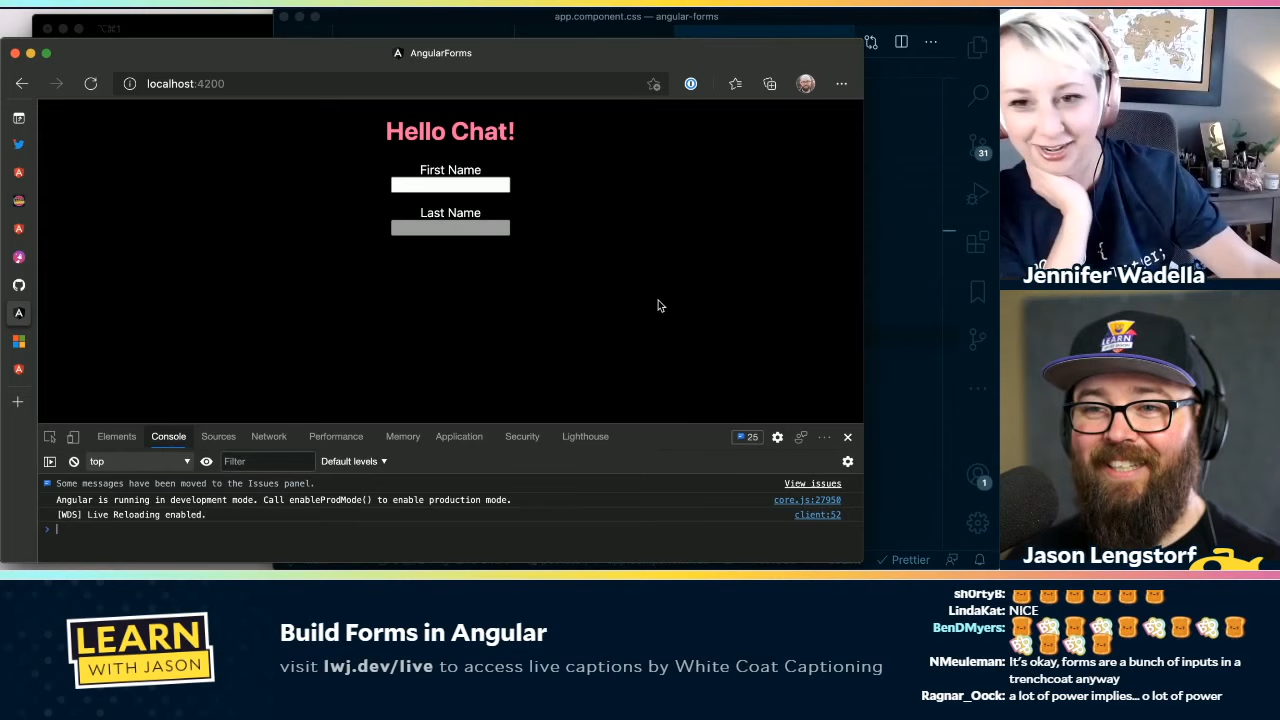 ⌥⌘1
app.component.css — angular-forms
AngularForms
localhost:4200
Hello Chat!
First Name
Last Name
31
1
Elements Console Sources Network Performance Memory Application Security Lighthouse
25
top
Filter
Default levels
Some messages have been moved to the Issues panel.
View issues
Angular is running in development mode. Call enableProdMode() to enable production mode.
core.js:27950
[WDS] Live Reloading enabled.
client:52
Prettier
Jennifer Wadella
LEARN
Jason Lengstorf
LEARN
WITH JASON
Build Forms in Angular
visit lwj.dev/live to access live captions by White Coat Captioning
sh0rtyB:
LindaKat: NICE
BenDMyers:
NMeuleman: It's okay, forms are a bunch of inputs in a
trenchcoat anyway
Ragnar_Oock: a lot of power implies... o lot of power